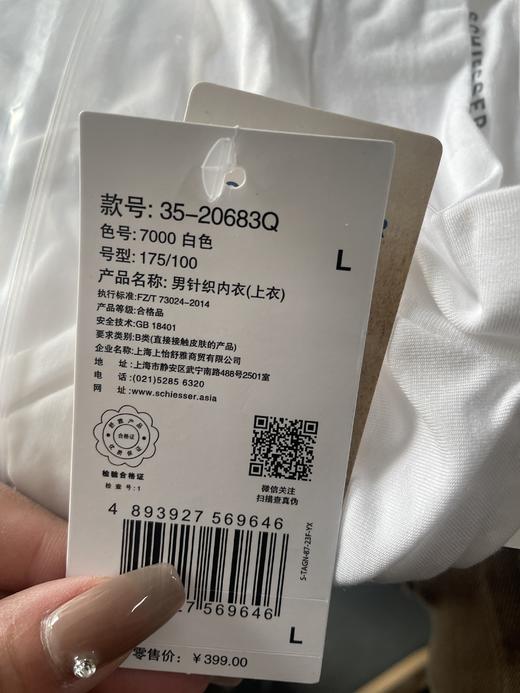 SCHIESSER
款号: 35-20683Q
色号: 7000 白色
L
号型: 175/100
产品名称: 男针织内衣(上衣)
执行标准:FZ/T 73024-2014
产品等级:合格品
安全技术:GB 18401
要求类别:B类(直接接触皮肤的产品)
企业名称:上海上怡舒雅商贸有限公司
地 址:上海市静安区武宁南路488号2501室
电 话:(021)5285 6320
网 址:www.schiesser.asia
合格证
检验合格证
检查号:1
微信关注
扫描查真伪
4 893927 569646
S-TAGN-87-23F-YX
27 569646
L
零售价: ¥ 399.00